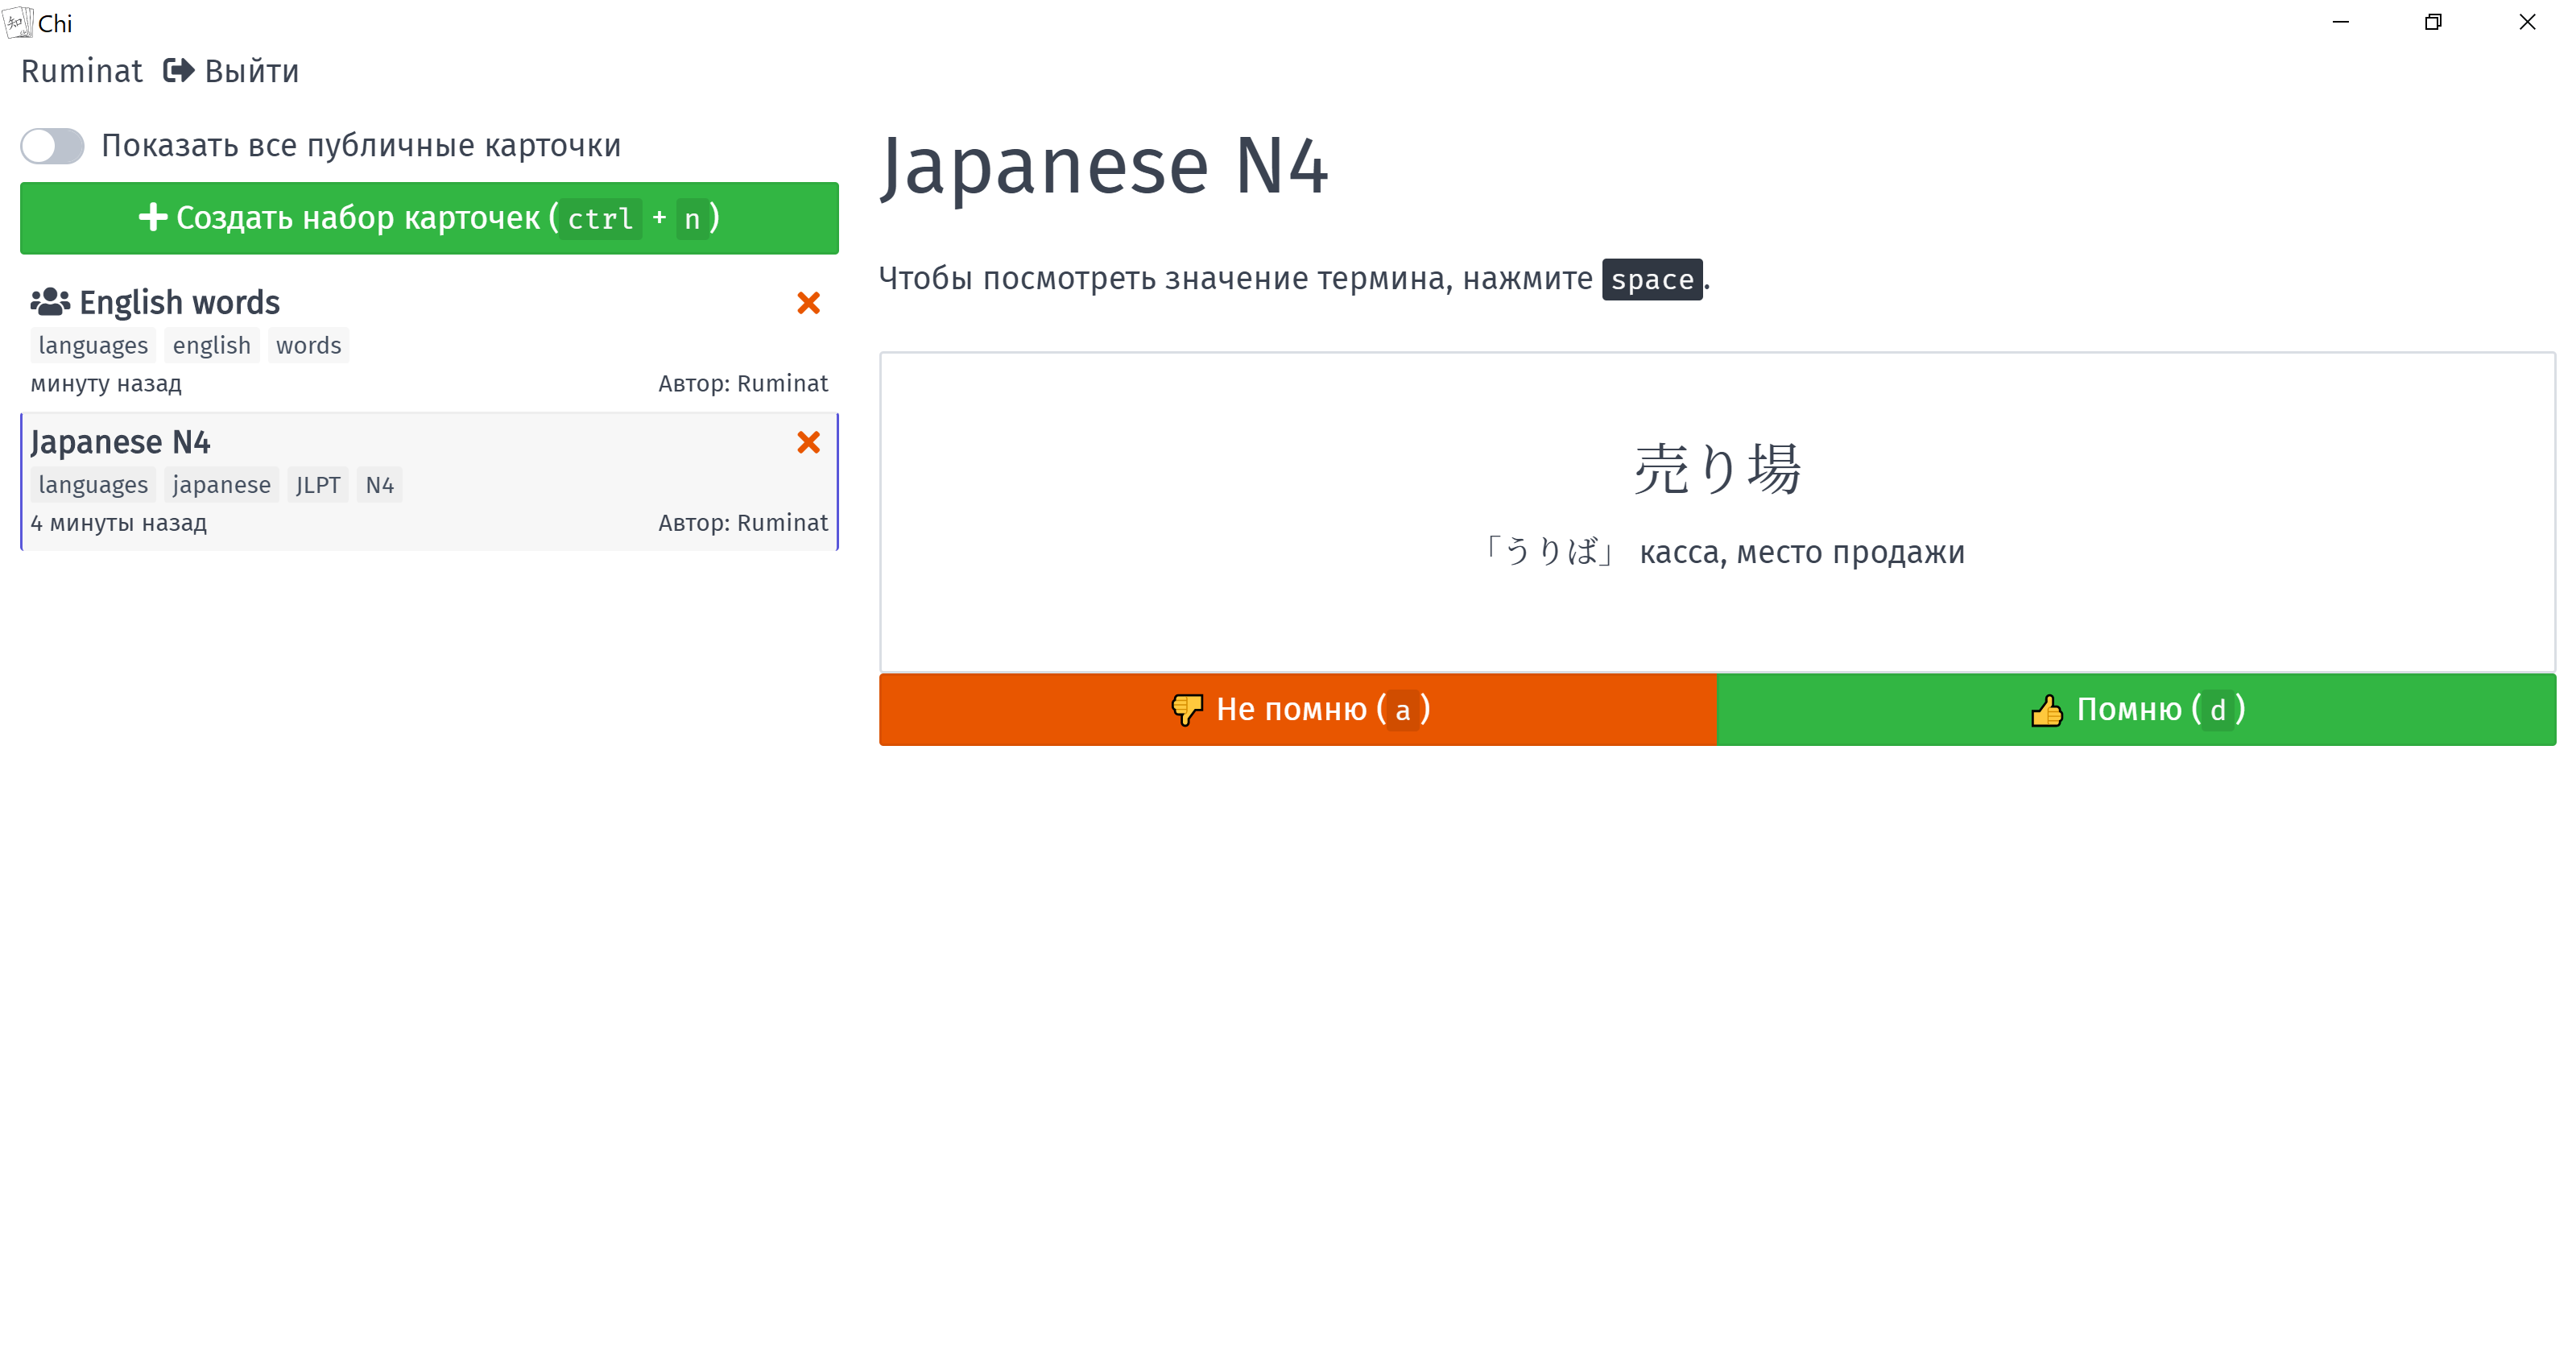 Chi
Ruminat Выйти
Показать все публичные карточки
Создать набор карточек (ctrl + n)
English words
languages english words
минуту назад Автор: Ruminat
Japanese N4
languages japanese JLPT N4
4 минуты назад Автор: Ruminat
Japanese N4
Чтобы посмотреть значение термина, нажмите space.
売り場
「うりば」 касса, место продажи
Не помню (a) Помню (d)